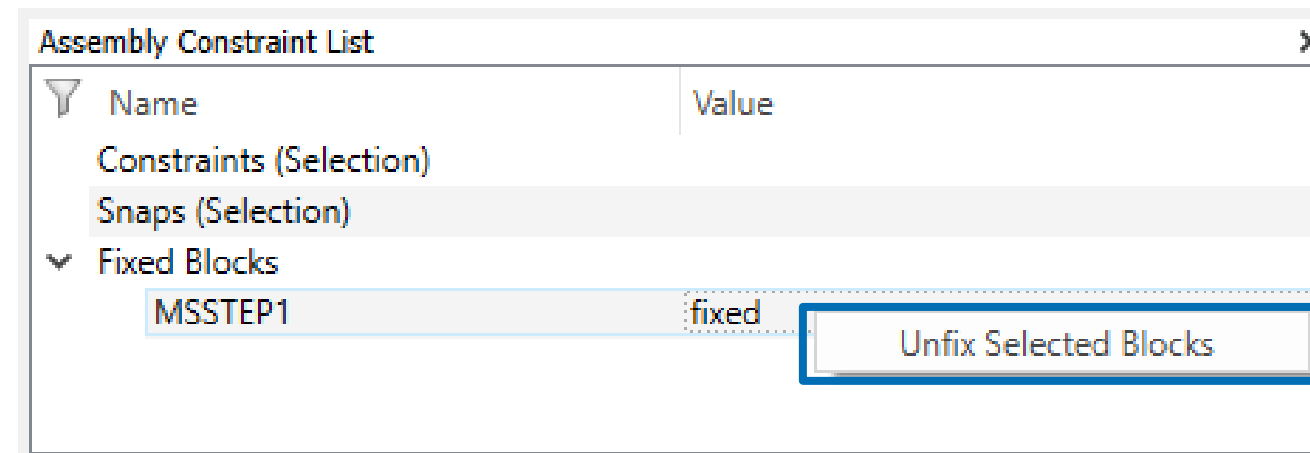 Assembly Constraint List
Name Value
Constraints (Selection)
Snaps (Selection)
Fixed Blocks
MSSTEP1 fixed
Unfix Selected Blocks